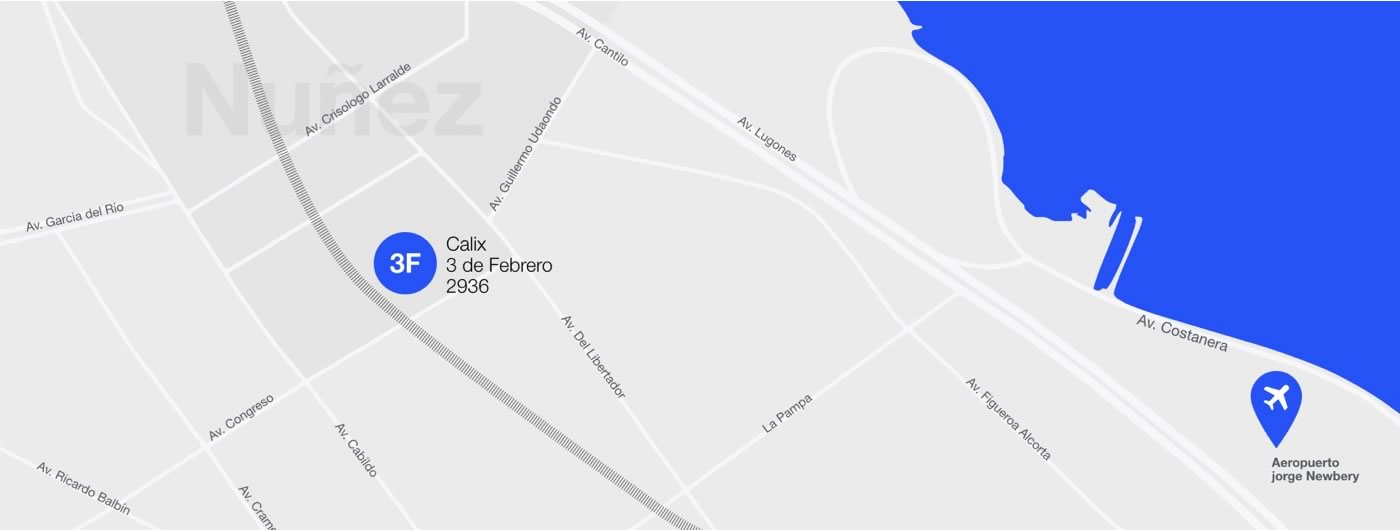 Av. Cantilo
Nuñez
Av. Crisologo Larralde
Av. Guillermo Udaondo
Av. Lugones
Av. Garcia del Río
3F
Calix
3 de Febrero
2936
Av. Costanera
Av. Del Libertador
La Pampa
Av. Figueroa Alcorta
Av. Congreso
Av. Cabildo
Av. Ricardo Balbín
Av. Crame
Aeropuerto
jorge Newbery